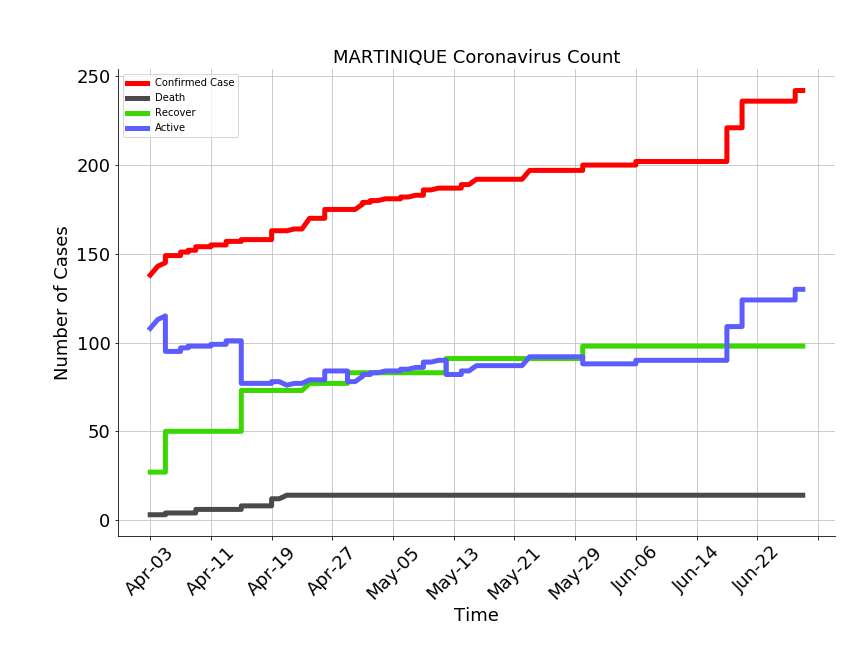 MARTINIQUE Coronavirus Count
250
200
150
100
50
0
Number of Cases
Confirmed Case
Death
Recover
Active
Apr-03
Apr-11
Apr-19
Apr-27
May-05
May-13
May-21
May-29
Jun-06
Jun-14
Jun-22
Time